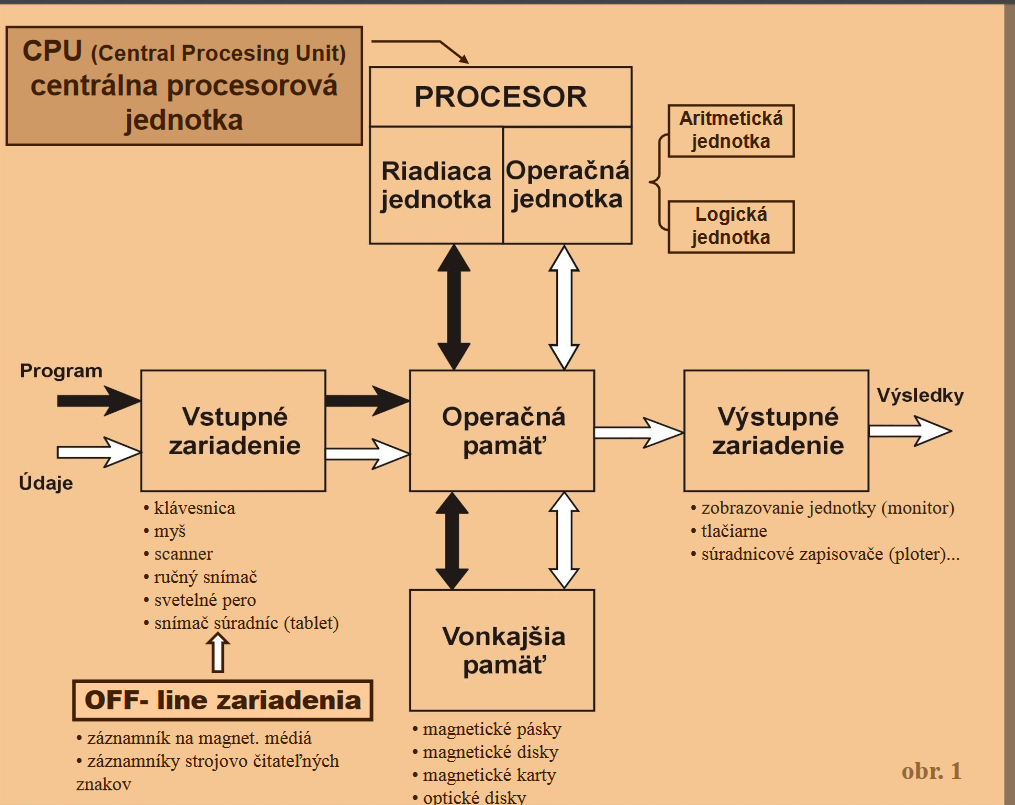 CPU (Central Procesing Unit)
centrálna procesorová
jednotka
PROCESOR
Riadiaca
jednotka
Operačná
jednotka
Aritmetická
jednotka
Logická
jednotka
Program
Údaje
Vstupné
zariadenie
Operačná
pamäť
Výstupné
zariadenie
Výsledky
• klávesnica
• myš
• scanner
• ručný snímač
• svetelné pero
• snímač súradníc (tablet)
• zobrazovanie jednotky (monitor)
• tlačiarne
• súradnicové zapisovače (ploter)...
OFF- line zariadenia
• záznamník na magnet. médiá
• záznamníky strojovo čitateľných
znakov
Vonkajšia
pamäť
• magnetické pásky
• magnetické disky
• magnetické karty
• optické disky
obr. 1